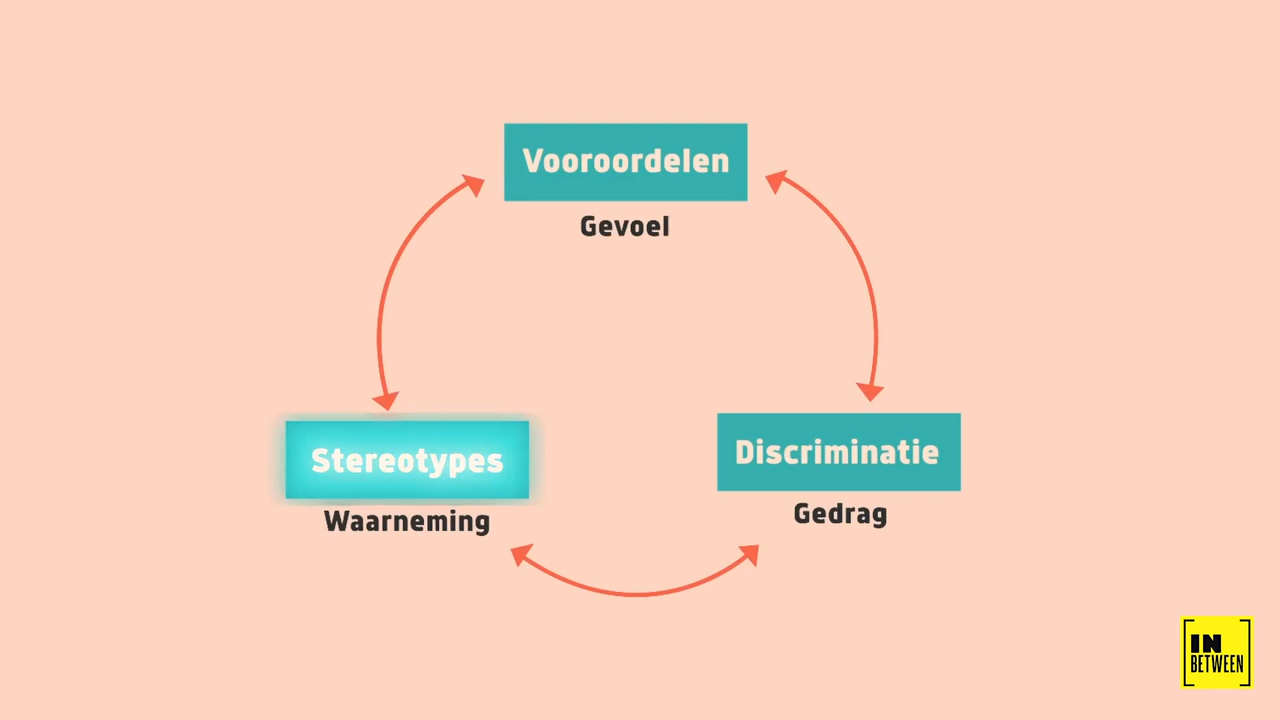 Vooroordelen
Gevoel
Stereotypes
Waarneming
Discriminatie
Gedrag
IN
BETWEEN